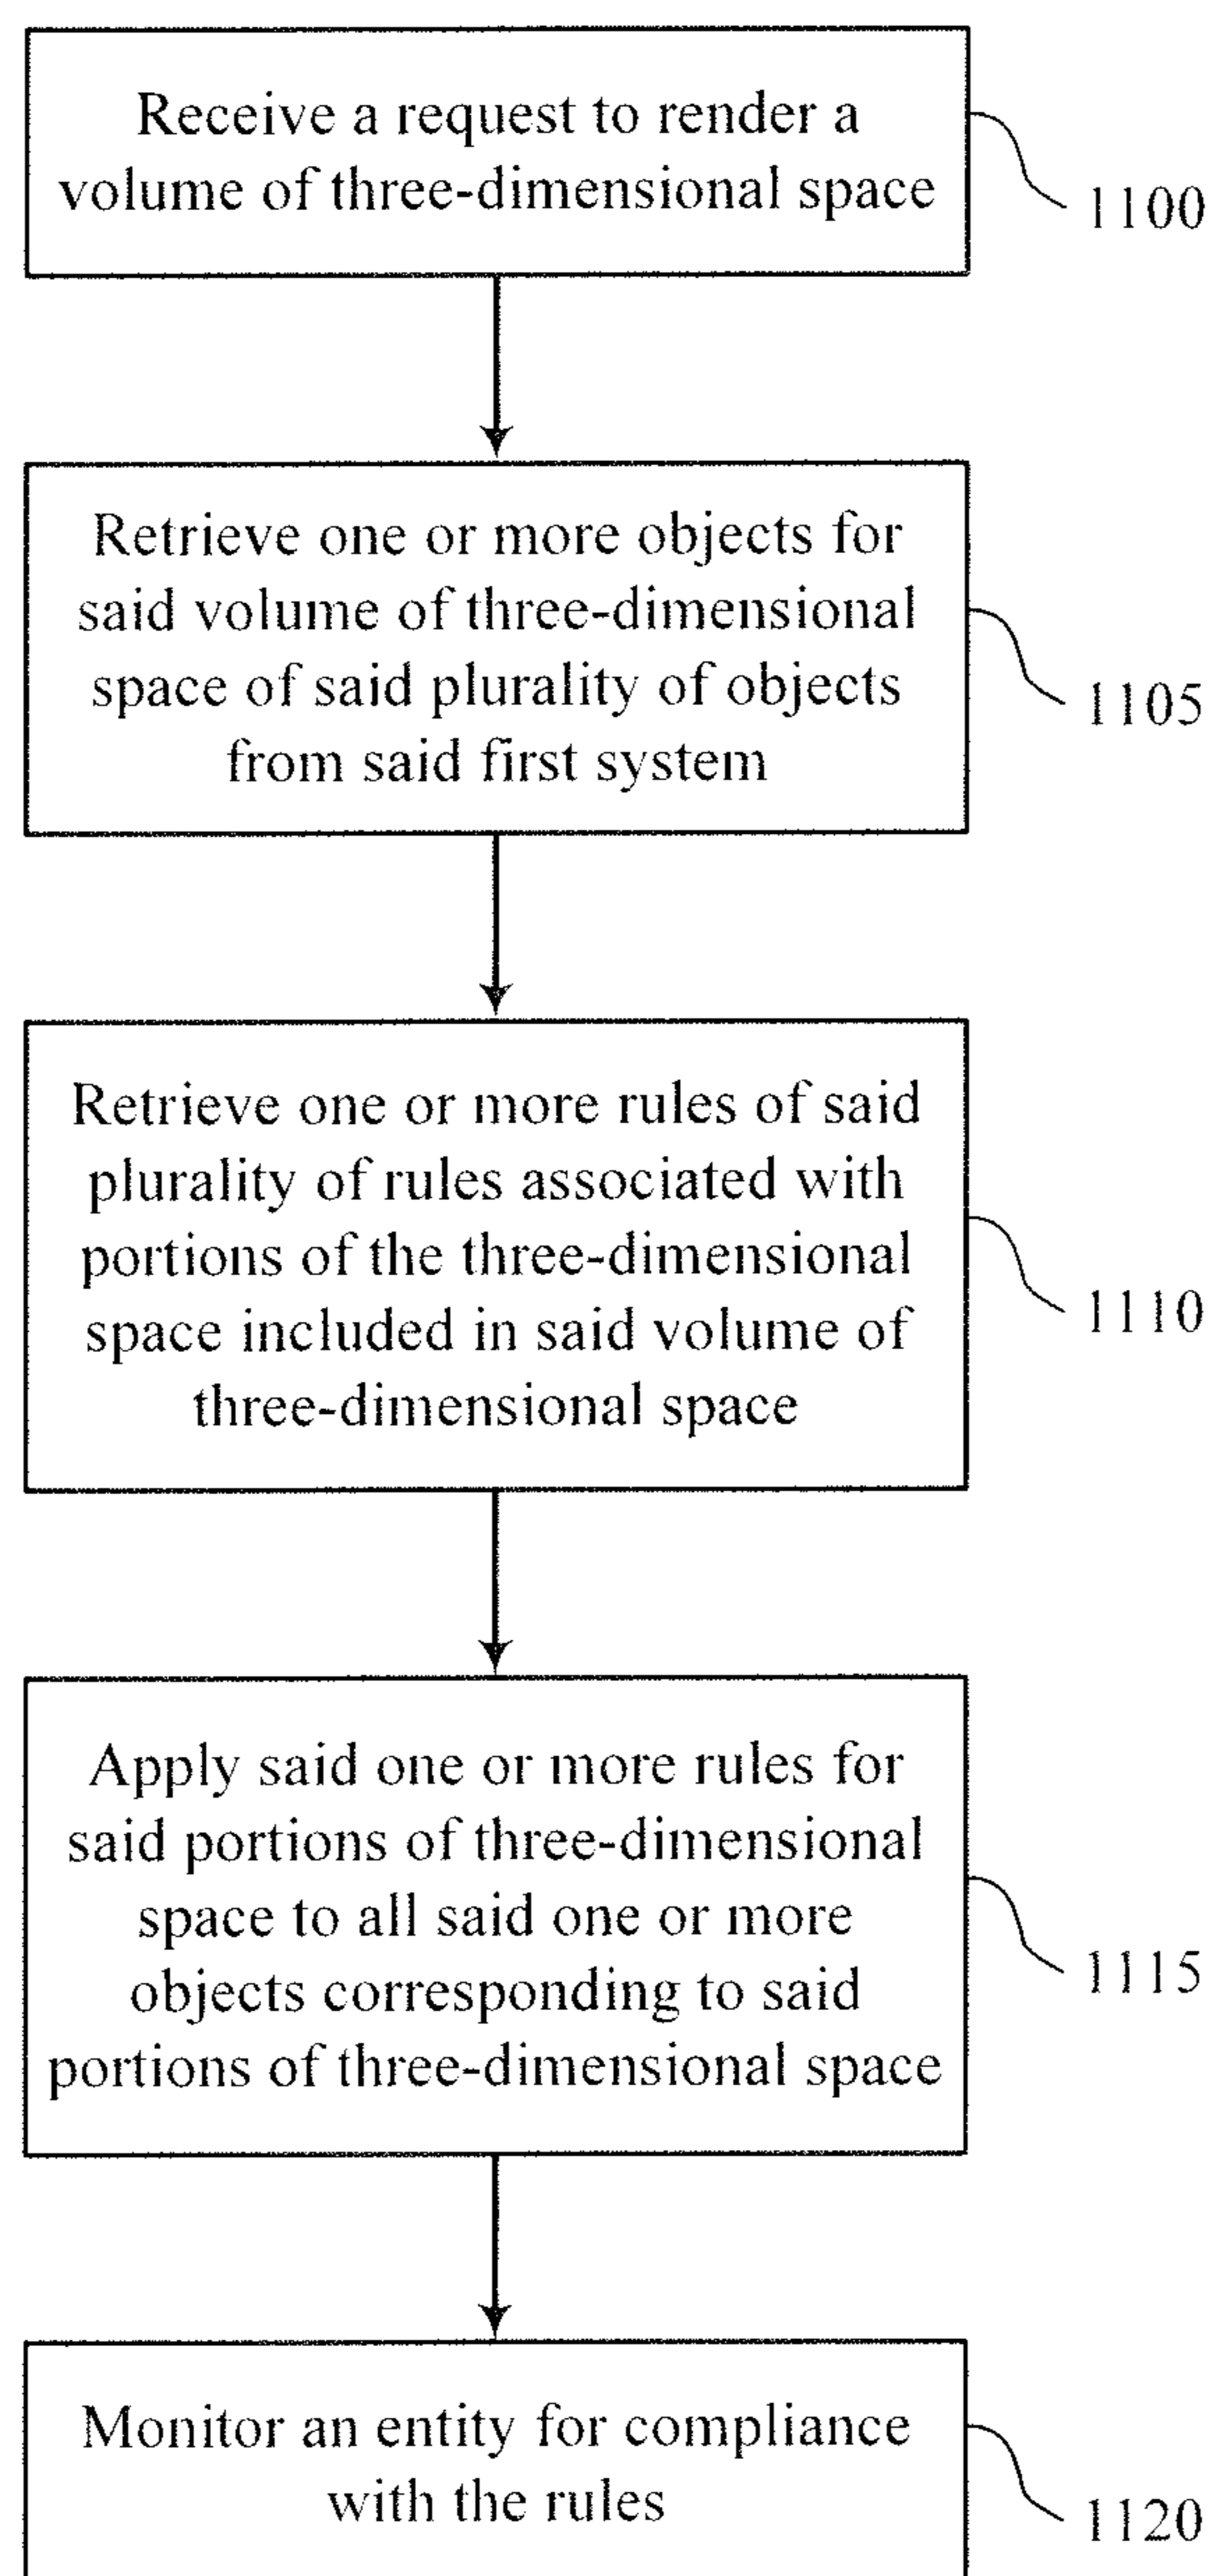 Receive a request to render a
volume of three-dimensional space
1100
Retrieve one or more objects for
said volume of three-dimensional
space of said plurality of objects
from said first system
1105
Retrieve one or more rules of said
plurality of rules associated with
portions of the three-dimensional
space included in said volume of
three-dimensional space
1110
Apply said one or more rules for
said portions of three-dimensional
space to all said one or more
objects corresponding to said
portions of three-dimensional space
1115
Monitor an entity for compliance
with the rules
1120